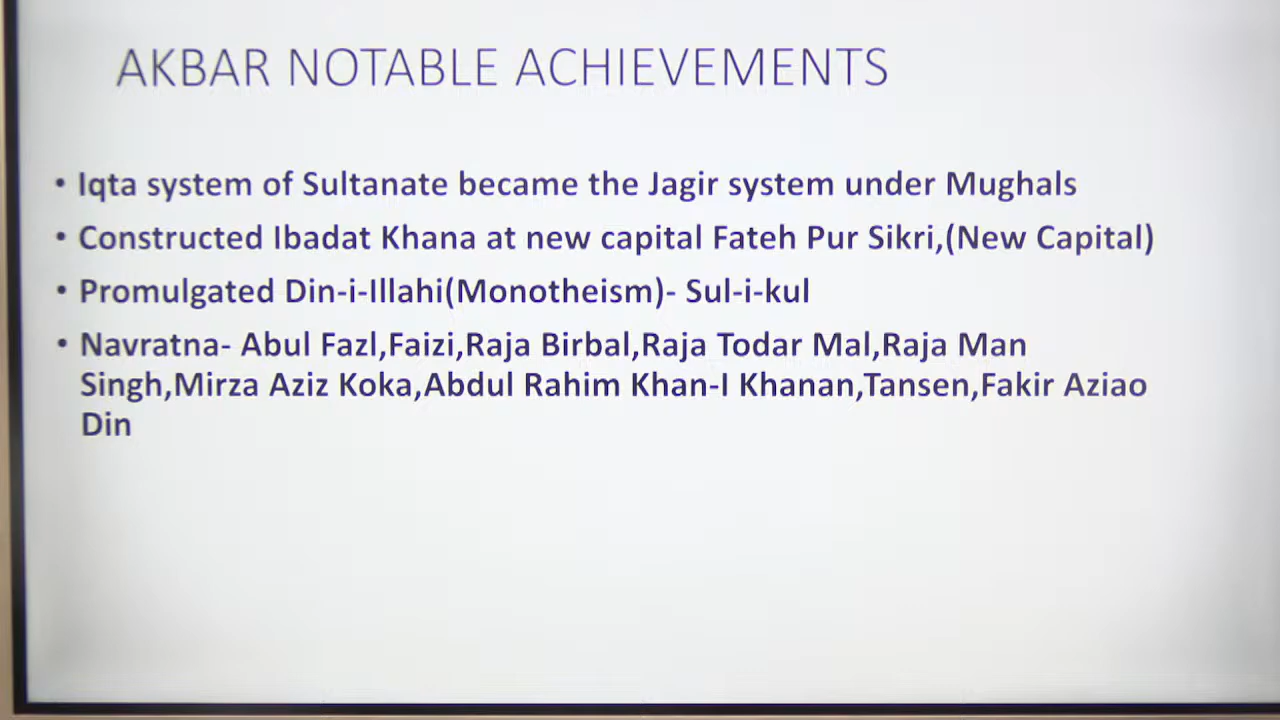 AKBAR NOTABLE ACHIEVEMENTS
• Iqta system of Sultanate became the Jagir system under Mughals
• Constructed Ibadat Khana at new capital Fateh Pur Sikri,(New Capital)
• Promulgated Din-i-Illahi(Monotheism)- Sul-i-kul
• Navratna- Abul Fazl,Faizi,Raja Birbal,Raja Todar Mal,Raja Man
Singh,Mirza Aziz Koka,Abdul Rahim Khan-I Khanan,Tansen,Fakir Aziao
Din